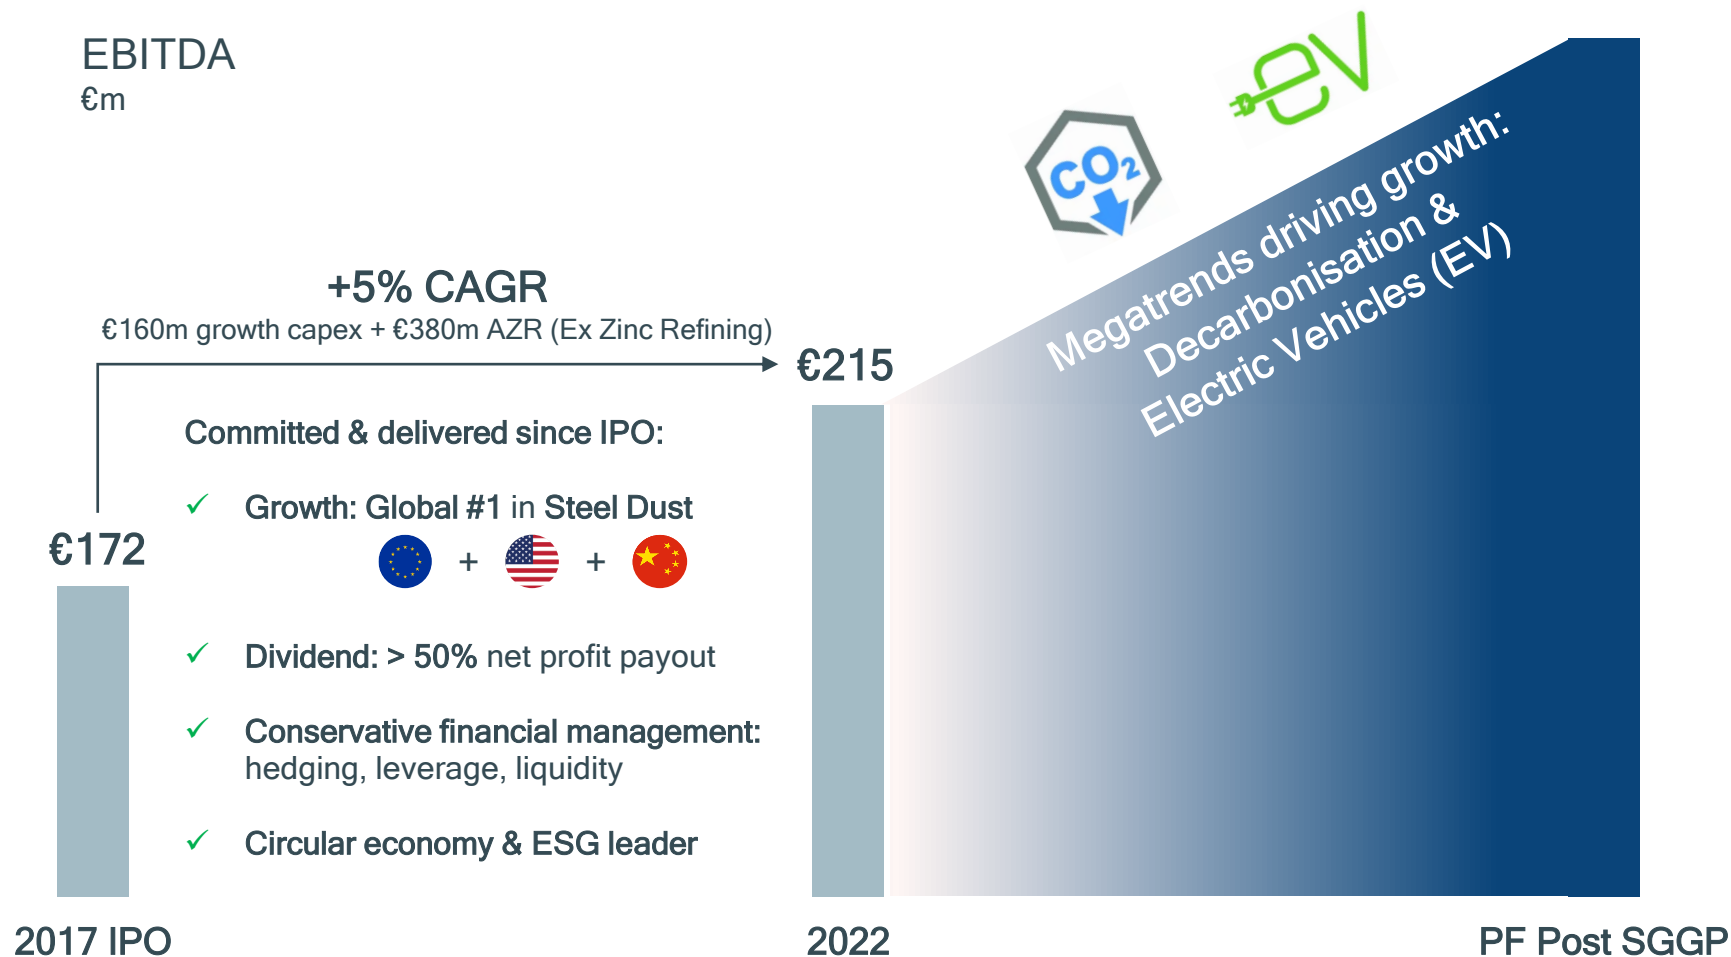 EBITDA
€m
CO2
eV
Megatrends driving growth:
Decarbonisation &
Electric Vehicles (EV)
+5% CAGR
€160m growth capex + €380m AZR (Ex Zinc Refining)
€215
Committed & delivered since IPO:
✓ Growth: Global #1 in Steel Dust
€172
+ +
✓ Dividend: > 50% net profit payout
✓ Conservative financial management:
hedging, leverage, liquidity
✓ Circular economy & ESG leader
2017 IPO
2022
PF Post SGGP